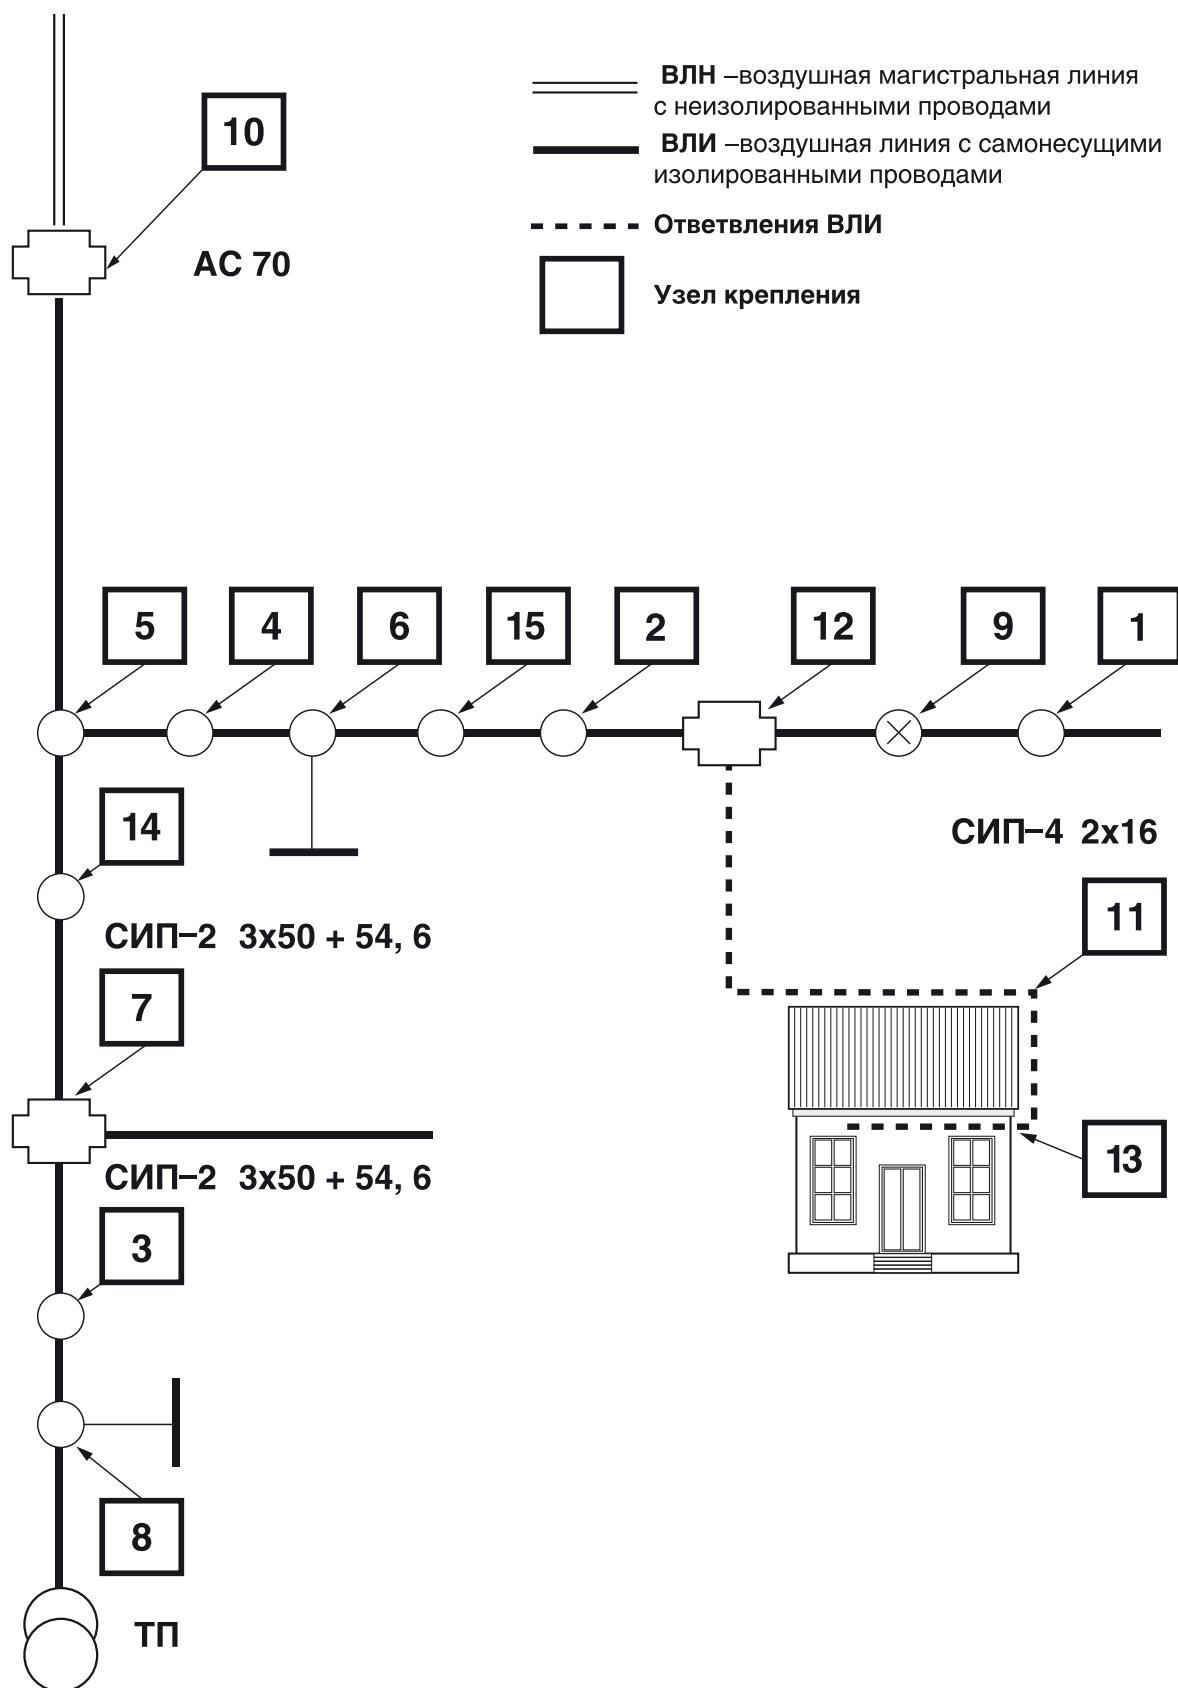 ВЛН –воздушная магистральная линия
с неизолированными проводами
10
ВЛИ –воздушная линия с самонесущими
изолированными проводами
Ответвления ВЛИ
АС 70
Узел крепления
5 4 6 15 2 12 9 1
14
СИП–4 2х16
11
СИП–2 3х50 + 54, 6
7
13
СИП–2 3х50 + 54, 6
3
8
ТП